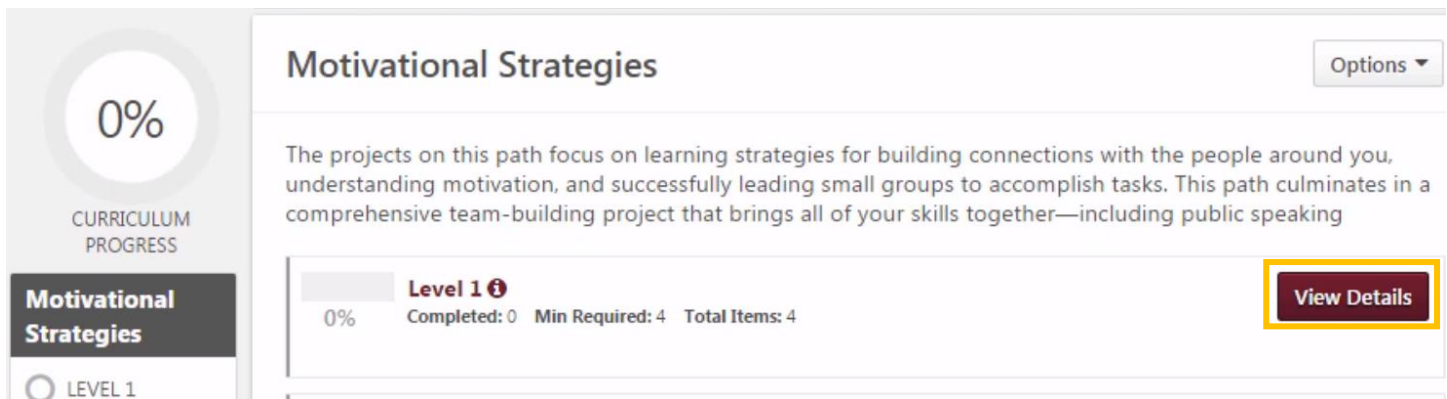 0%
CURRICULUM
PROGRESS
Motivational
Strategies
LEVEL 1
Motivational Strategies
Options
The projects on this path focus on learning strategies for building connections with the people around you,
understanding motivation, and successfully leading small groups to accomplish tasks. This path culminates in a
comprehensive team-building project that brings all of your skills together—including public speaking
Level 1
0% Completed: 0 Min Required: 4 Total Items: 4
View Details